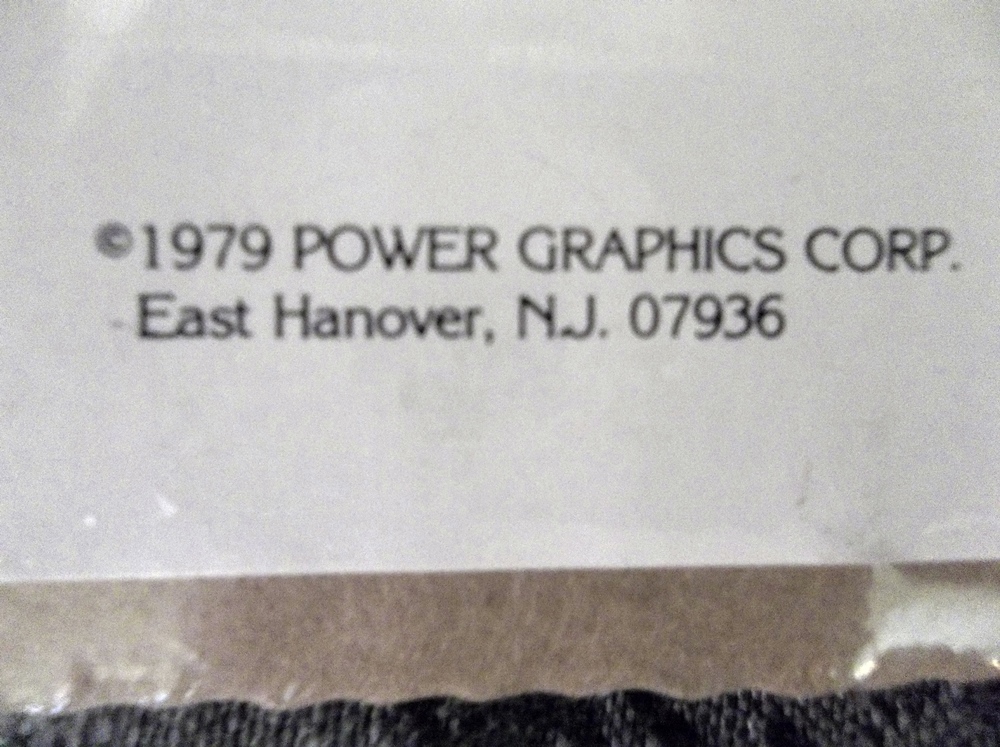 ©1979 POWER GRAPHICS CORP.
East Hanover, N.J. 07936